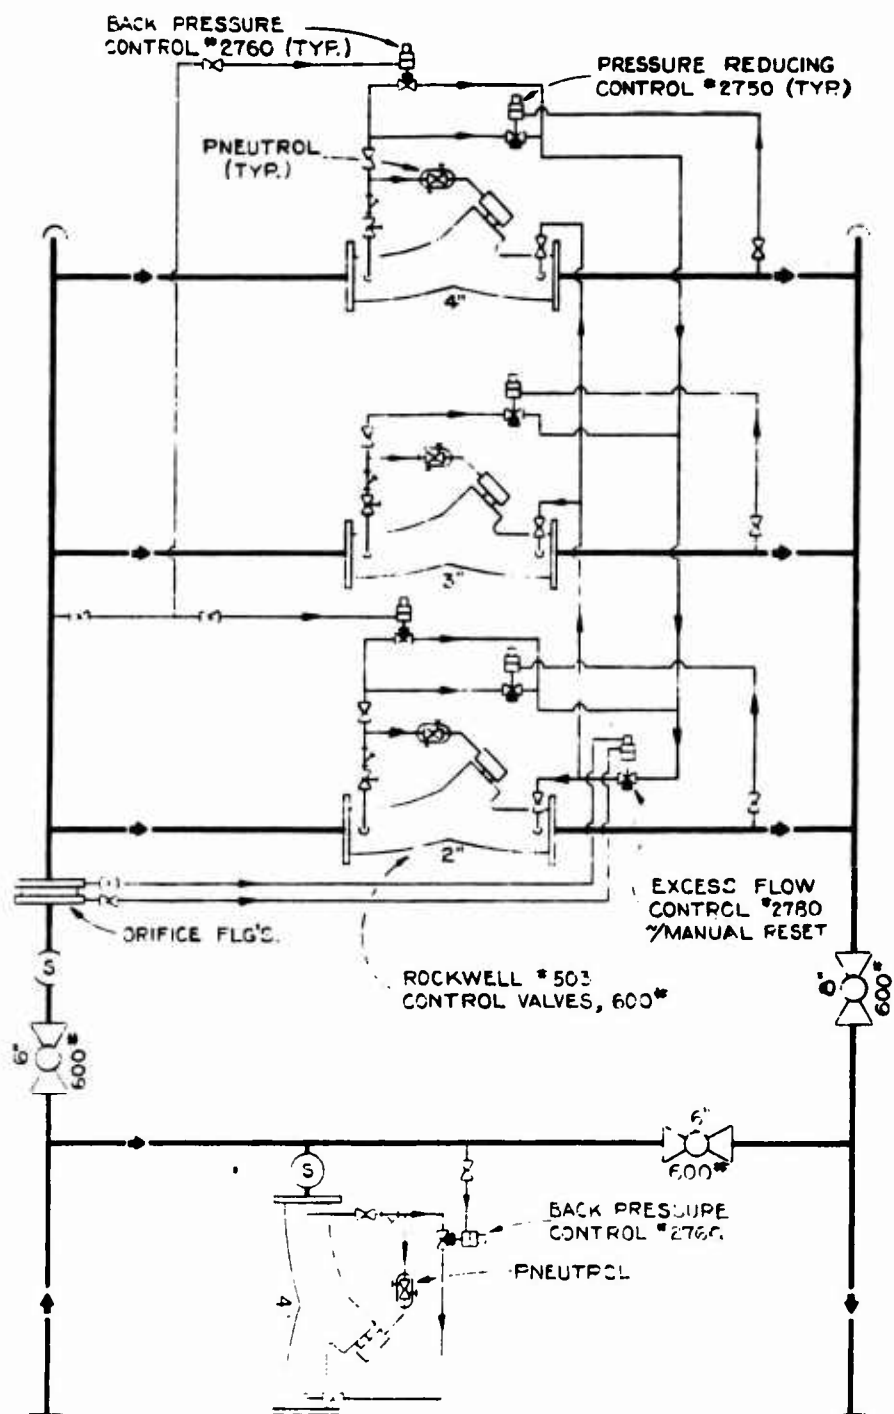 BACK PRESSURE
CONTROL #2760 (TYP.)
PRESSURE REDUCING
CONTROL #2750 (TYP.)
PNEUTROL
(TYP.)
4"
3"
2"
ORIFICE FLG'S.
EXCESS FLOW
CONTROL #2780
~/MANUAL RESET
ROCKWELL #503
CONTROL VALVES, 600#
S
6"
600#
600#
6"
600#
S
BACK PRESSURE
CONTROL #2760
PNEUTROL
4